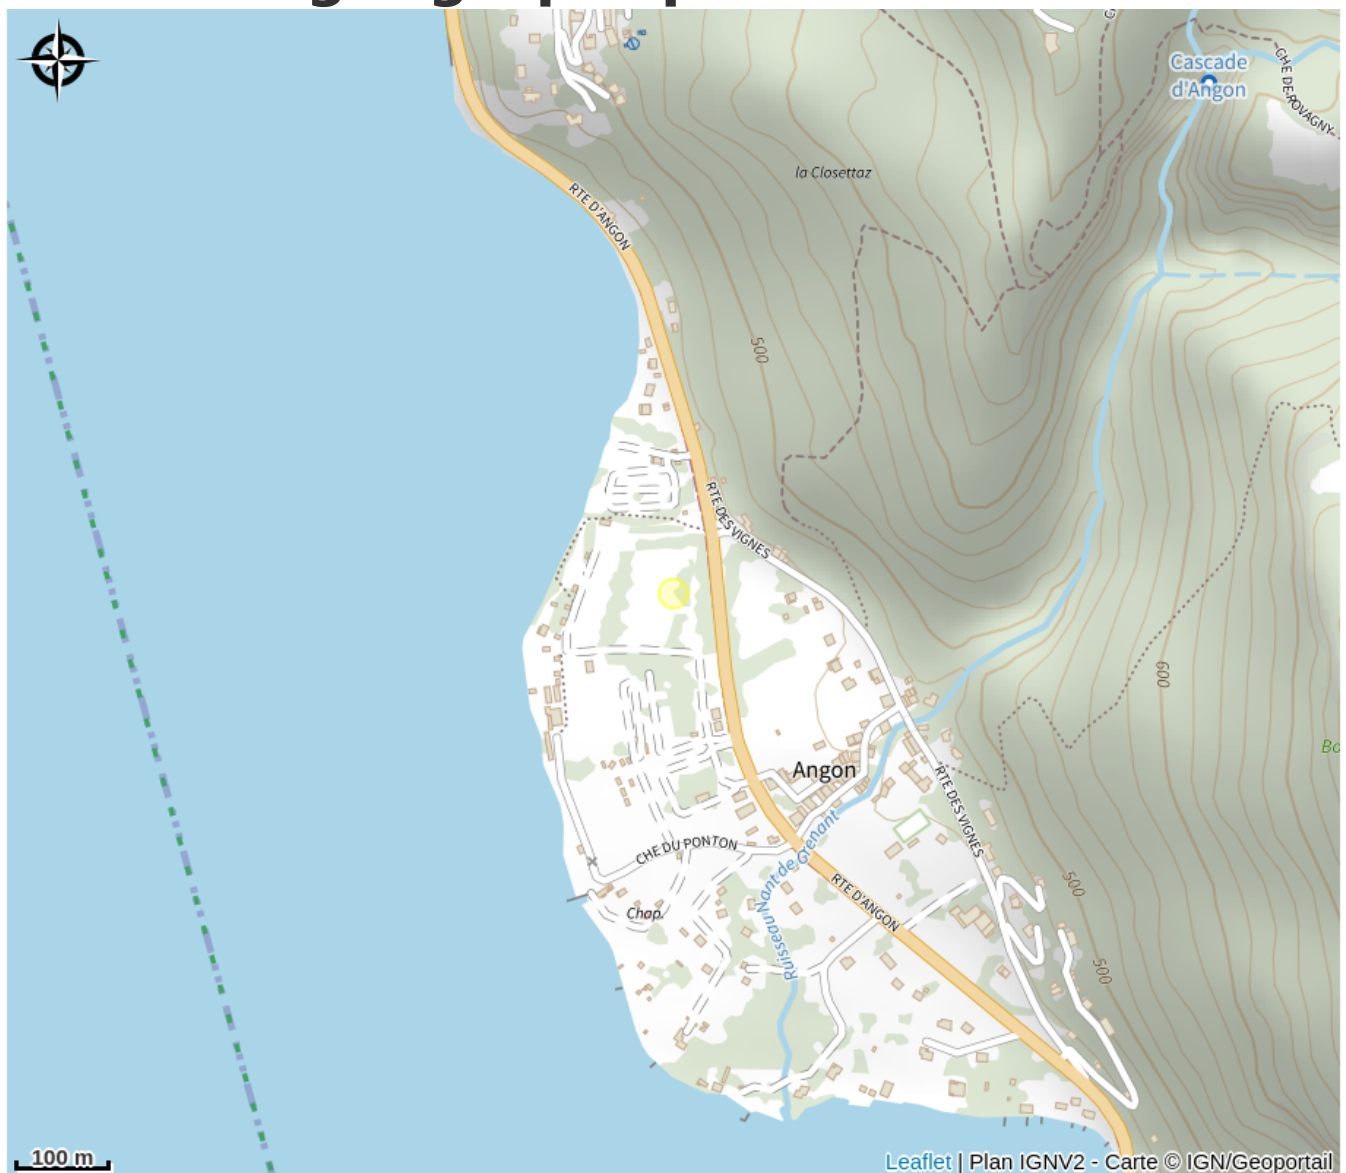 Cascade
d'Angon
CHE DE ROVAGNY
la Closettaz
RTE D'ANGON
500
RTE DES VIGNES
600
Angon
RTE DES VIGNES
CHE DU PONTON
Ruisseau Nant de Grenant
RTE D'ANGON
500
Chap.
500
100 m
Leaflet | Plan IGNV2 - Carte © IGN/Geoportail